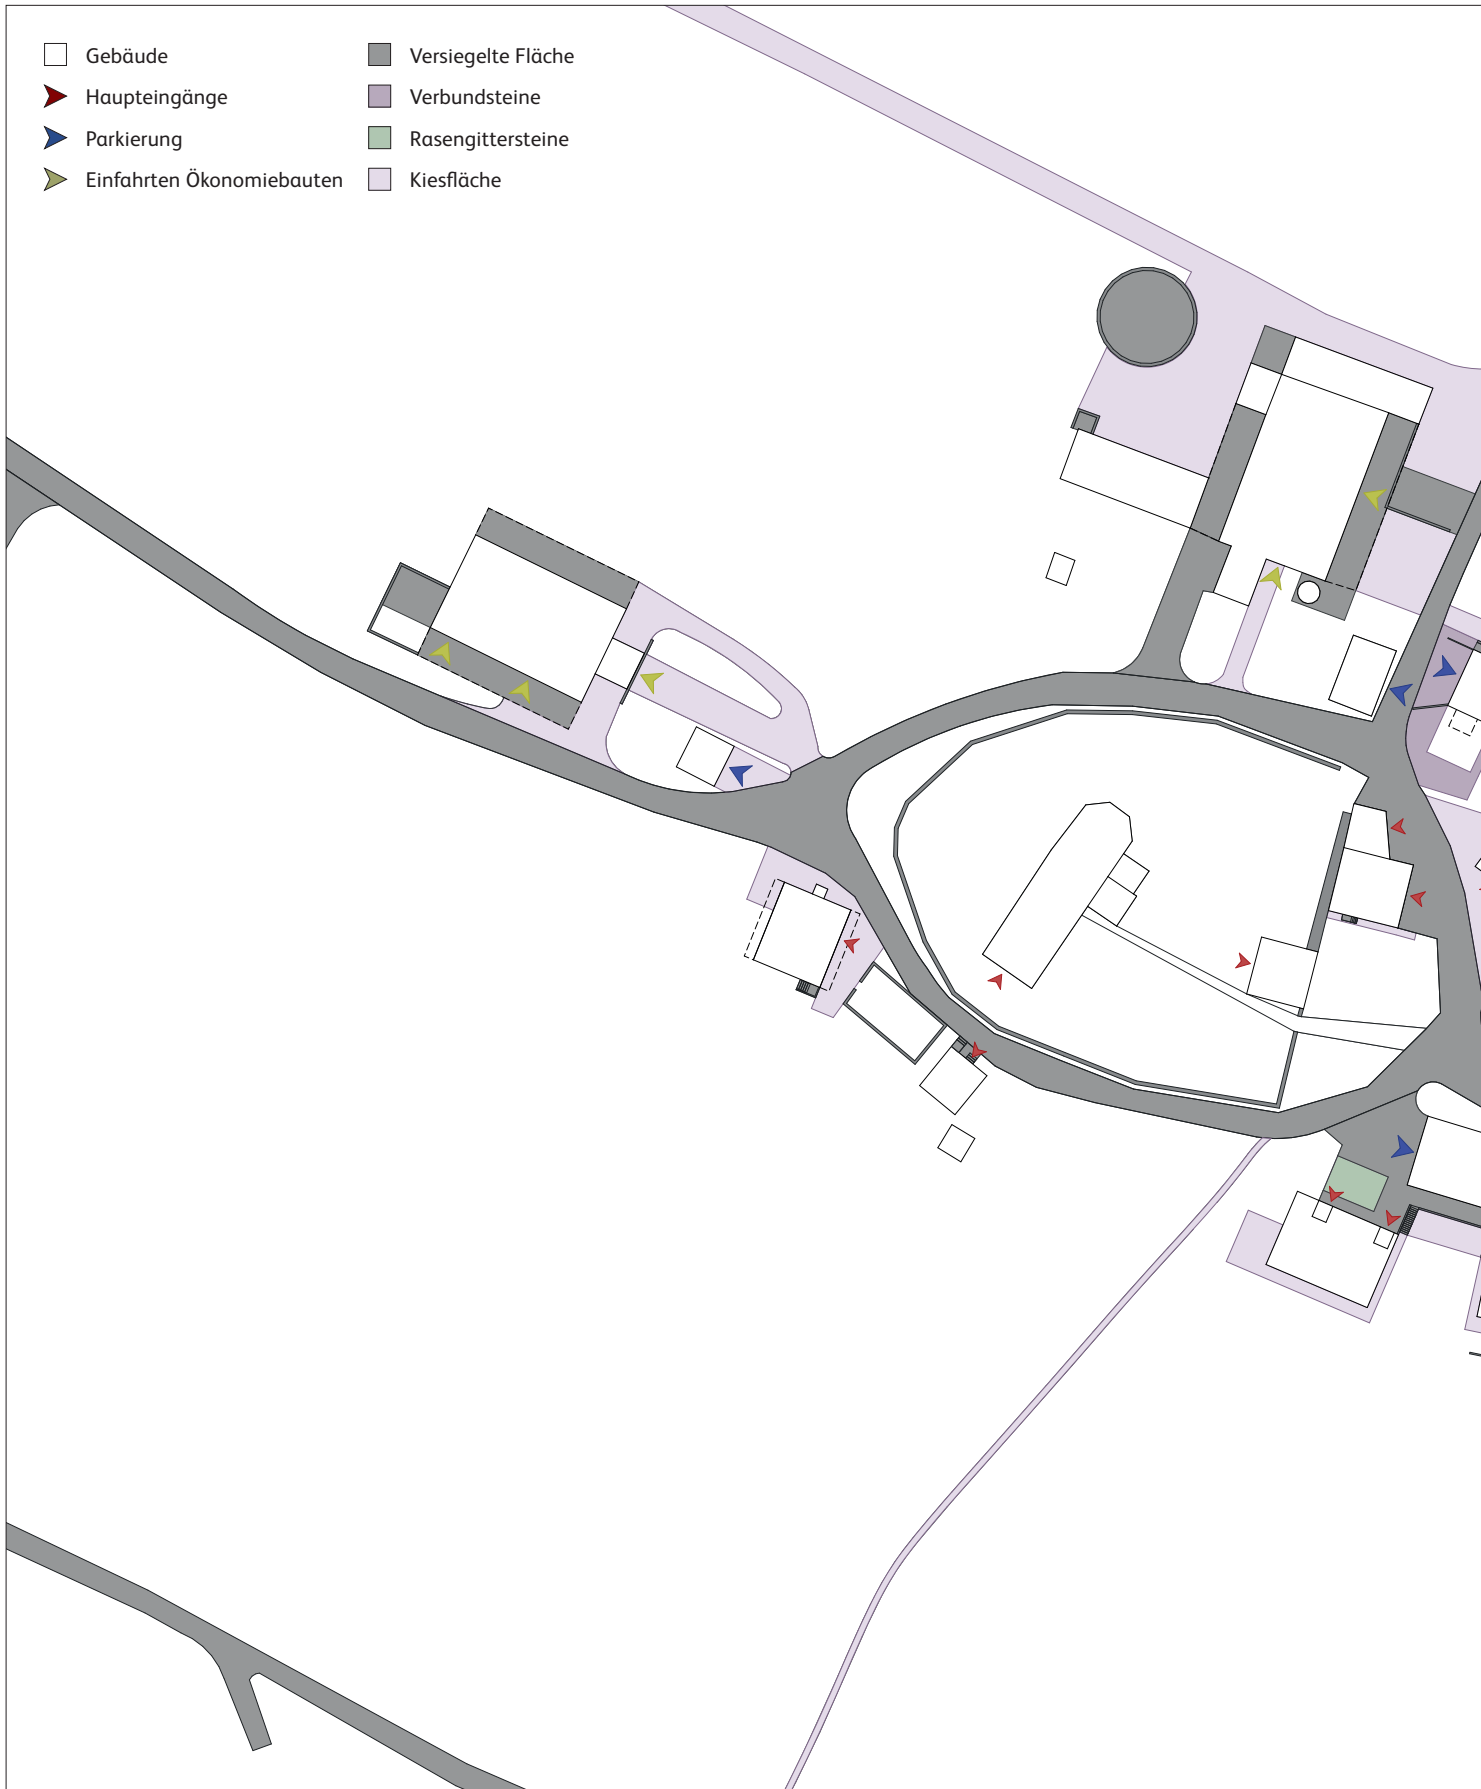 Gebäude
Haupteingänge
Parkierung
Einfahrten Ökonomiebauten
Versiegelte Fläche
Verbundsteine
Rasengittersteine
Kiesfläche